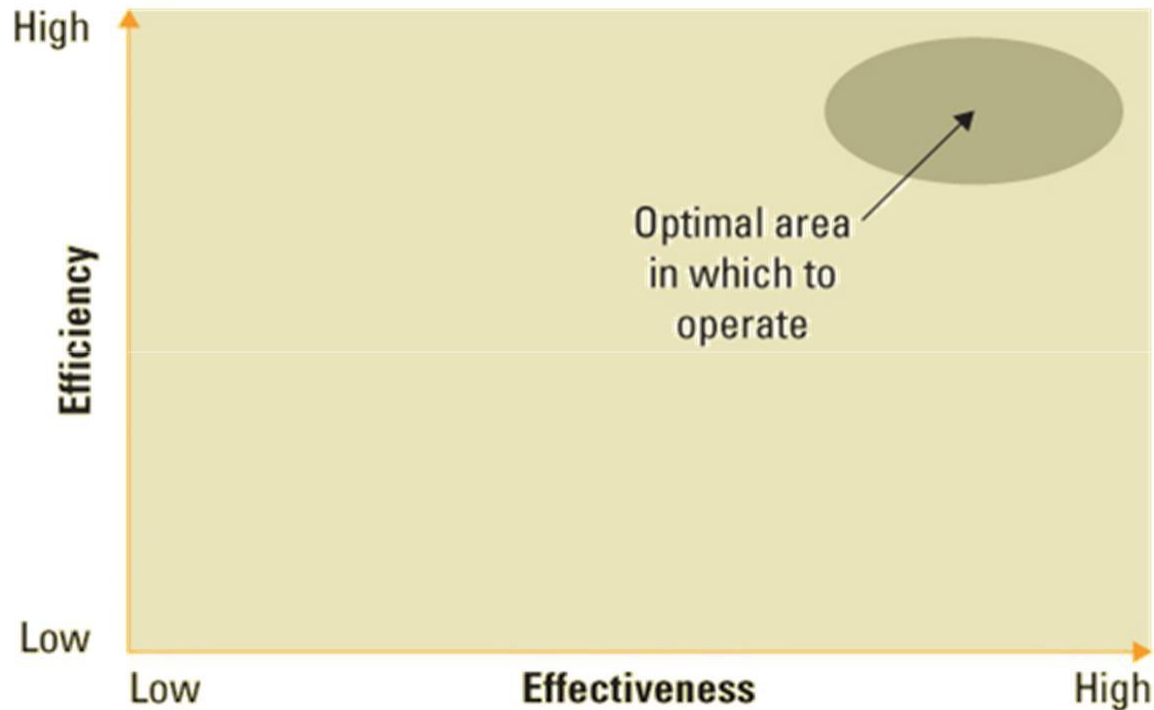 High
Optimal area
in which to
operate
Efficiency
Low
Low
Effectiveness
High